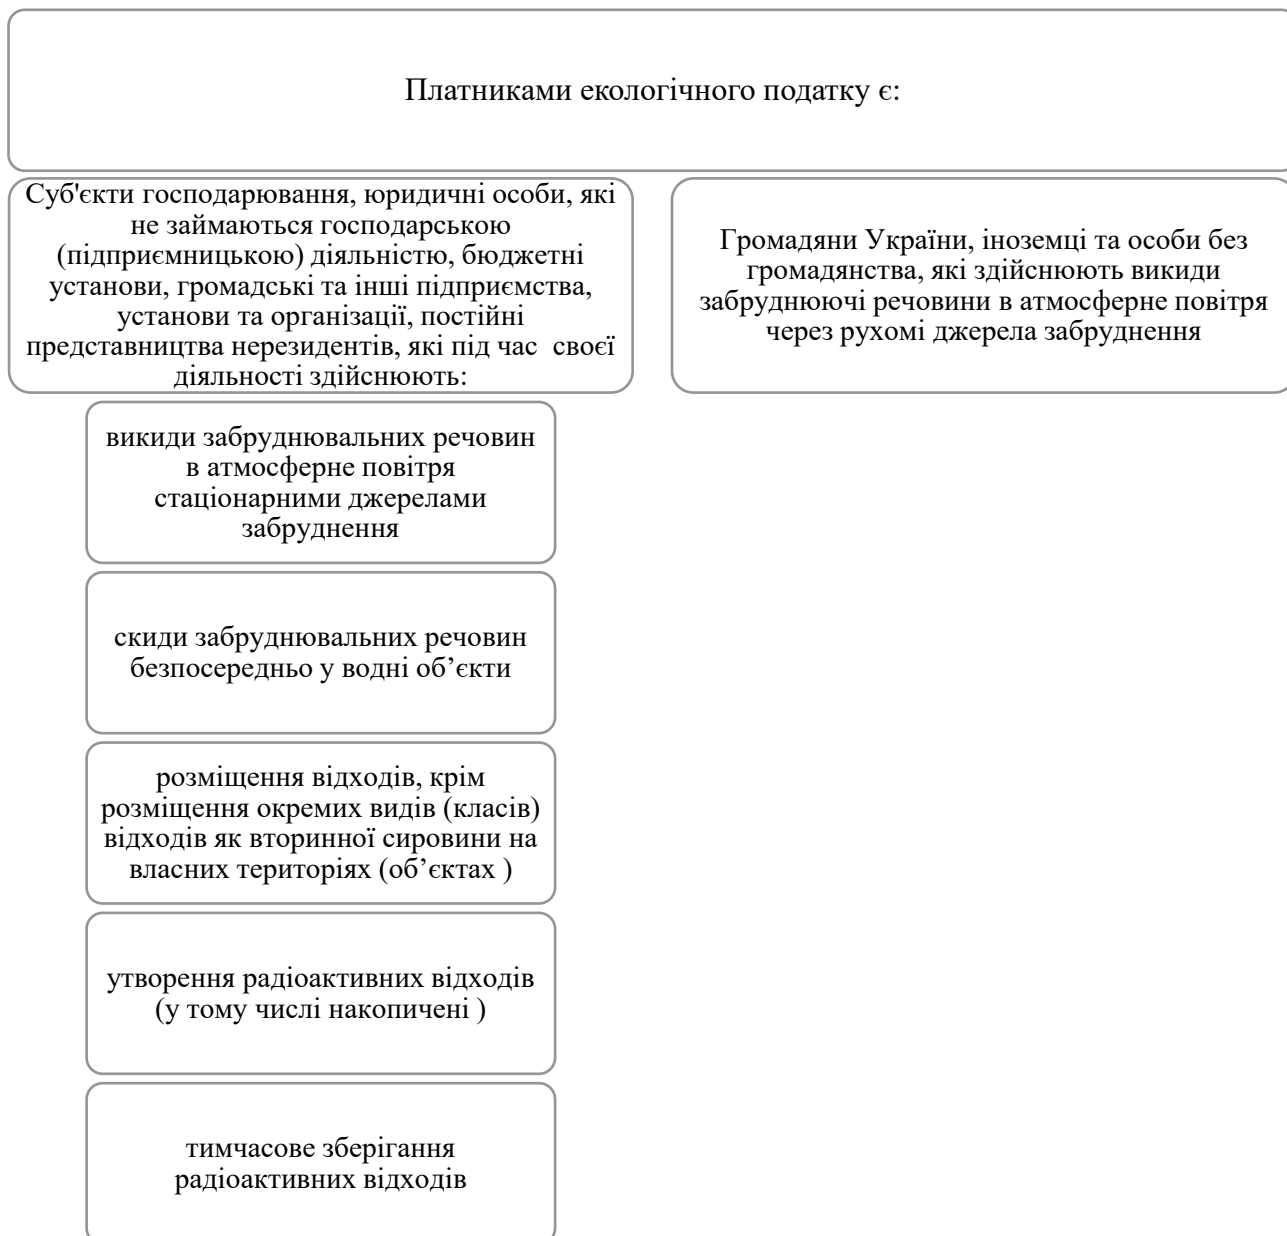 Платниками екологічного податку є:
Суб'єкти господарювання, юридичні особи, які
не займаються господарською
(підприємницькою) діяльністю, бюджетні
установи, громадські та інші підприємства,
установи та організації, постійні
представництва нерезидентів, які під час  своєї
діяльності здійснюють:
Громадяни України, іноземці та особи без
громадянства, які здійснюють викиди
забруднюючі речовини в атмосферне повітря
через рухомі джерела забруднення
викиди забруднювальних речовин
в атмосферне повітря
стаціонарними джерелами
забруднення
скиди забруднювальних речовин
безпосередньо у водні об’єкти
розміщення відходів, крім
розміщення окремих видів (класів)
відходів як вторинної сировини на
власних територіях (об’єктах )
утворення радіоактивних відходів
(у тому числі накопичені )
тимчасове зберігання
радіоактивних відходів